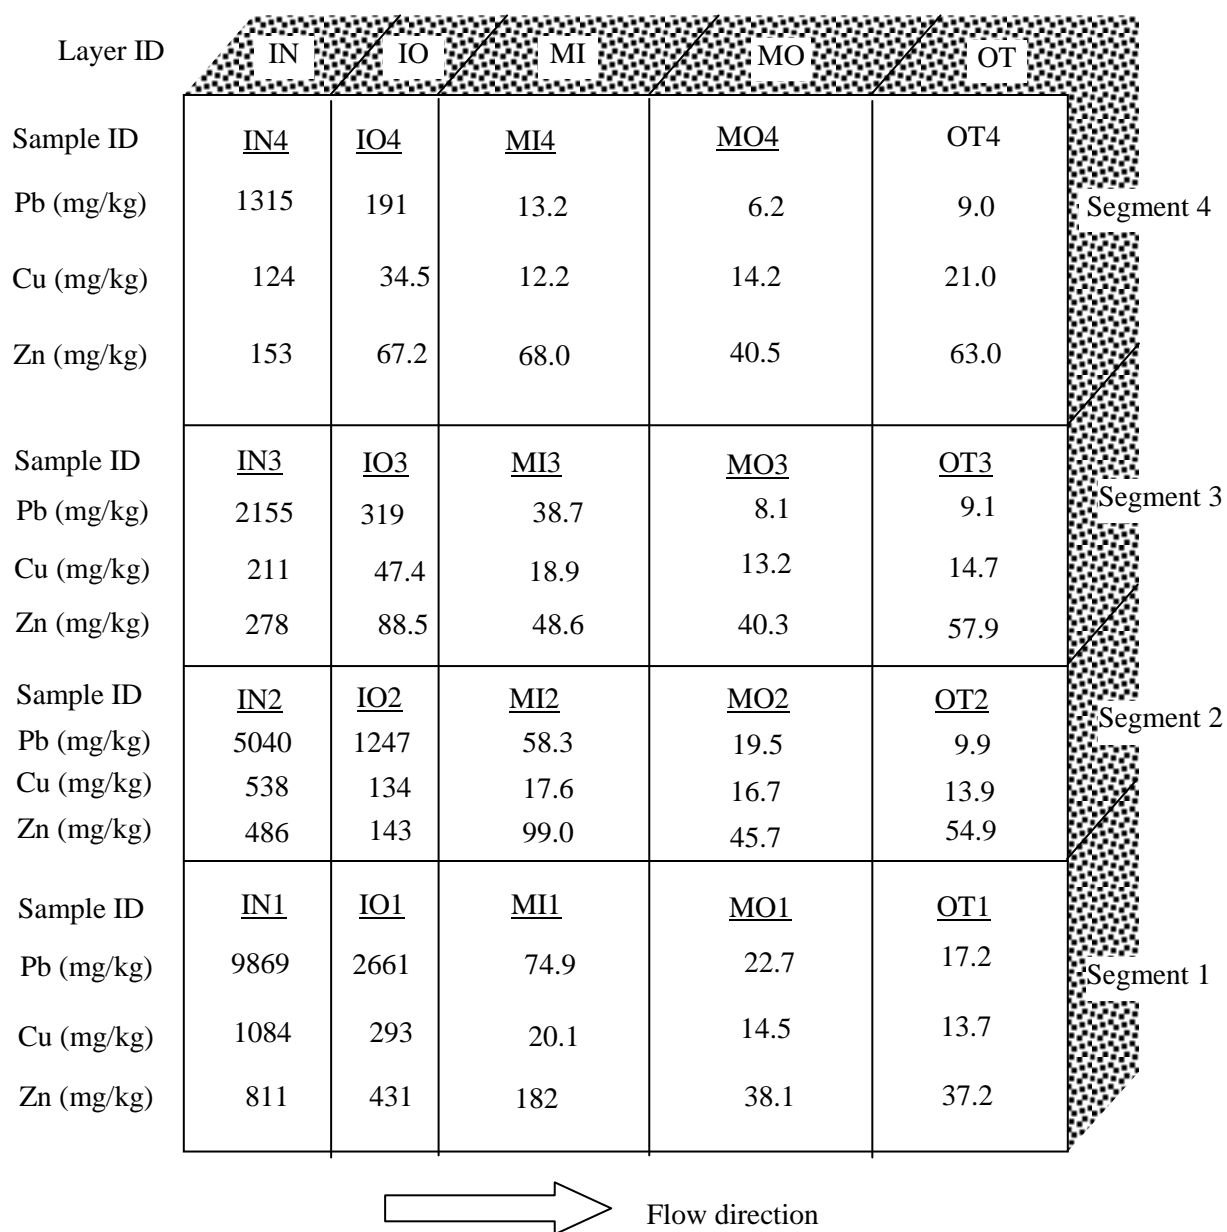 Layer ID IN IO MI MO OT
Sample ID IN4 IO4 MI4 MO4 OT4
Pb (mg/kg) 1315 191 13.2 6.2 9.0 Segment 4
Cu (mg/kg) 124 34.5 12.2 14.2 21.0
Zn (mg/kg) 153 67.2 68.0 40.5 63.0
Sample ID IN3 IO3 MI3 MO3 OT3
Pb (mg/kg) 2155 319 38.7 8.1 9.1 Segment 3
Cu (mg/kg) 211 47.4 18.9 13.2 14.7
Zn (mg/kg) 278 88.5 48.6 40.3 57.9
Sample ID IN2 IO2 MI2 MO2 OT2 Segment 2
Pb (mg/kg) 5040 1247 58.3 19.5 9.9
Cu (mg/kg) 538 134 17.6 16.7 13.9
Zn (mg/kg) 486 143 99.0 45.7 54.9
Sample ID IN1 IO1 MI1 MO1 OT1
Pb (mg/kg) 9869 2661 74.9 22.7 17.2 Segment 1
Cu (mg/kg) 1084 293 20.1 14.5 13.7
Zn (mg/kg) 811 431 182 38.1 37.2
Flow direction